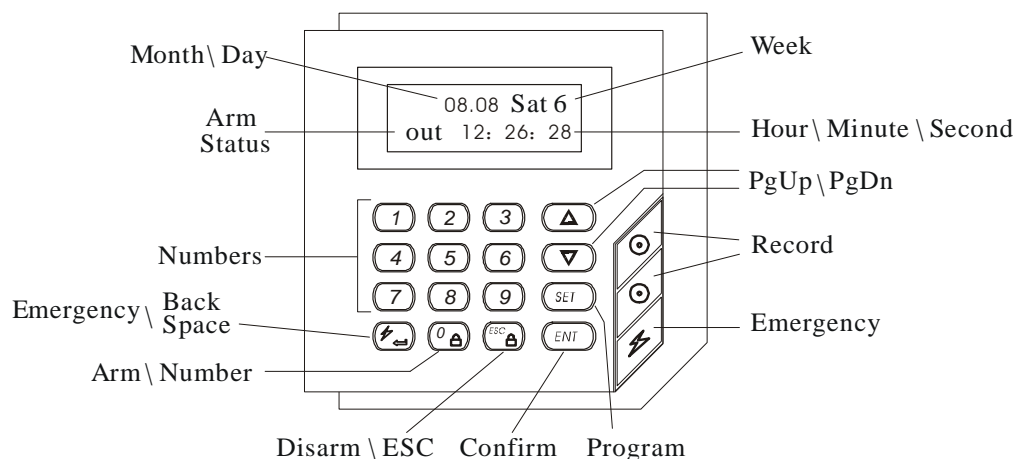 Month\Day
Week
08.08 Sat 6
Arm
Status
out 12: 26: 28
Hour\Minute\Second
PgUp\PgDn
1 2 3
Record
Numbers
4 5 6
7 8 9 SET
Emergency\ Back
Space
Emergency
0 ESC ENT
Arm\Number
Disarm\ESC Confirm Program